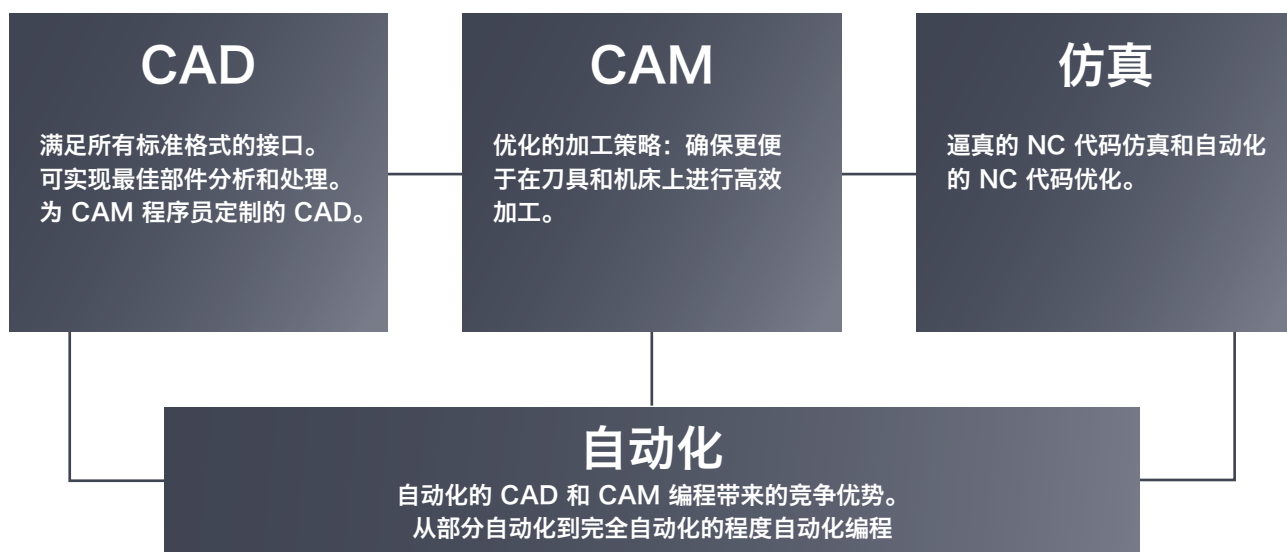 CAD
满足所有标准格式的接口。
可实现最佳部件分析和处理。
为 CAM 程序员定制的 CAD。
CAM
优化的加工策略：确保更便
于在刀具和机床上进行高效
加工。
仿真
逼真的 NC 代码仿真和自动化
的 NC 代码优化。
自动化
自动化的 CAD 和 CAM 编程带来的竞争优势。
从部分自动化到完全自动化的程度自动化编程